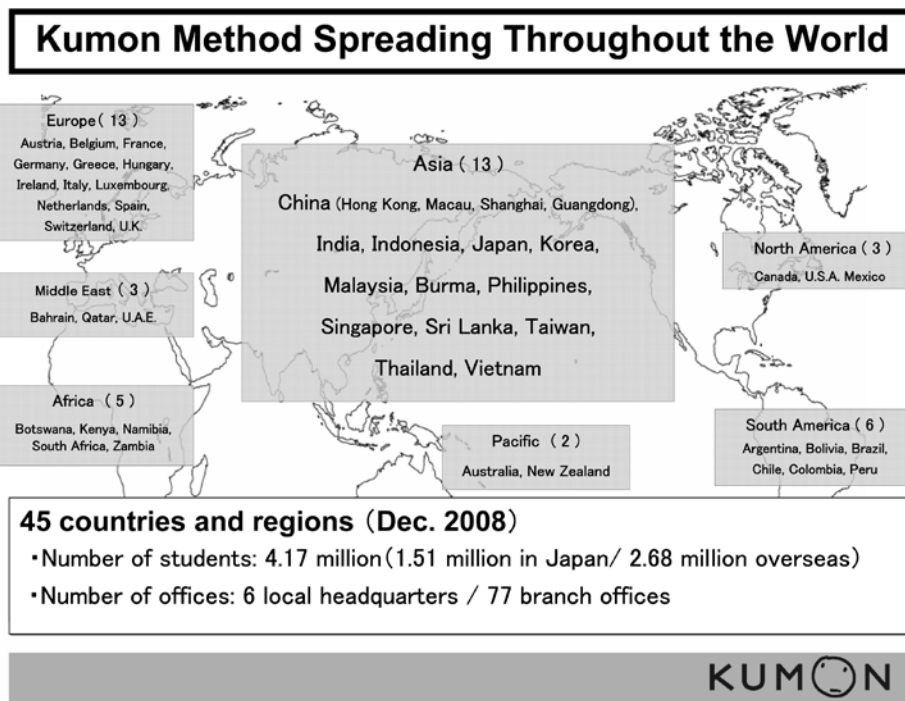 Kumon Method Spreading Throughout the World
Europe( 13 )
Austria, Belgium, France,
Germany, Greece, Hungary,
Ireland, Italy, Luxembourg,
Netherlands, Spain,
Switzerland, U.K.
Asia ( 13 )
China (Hong Kong, Macau, Shanghai, Guangdong),
India, Indonesia, Japan, Korea,
Malaysia, Burma, Philippines,
Singapore, Sri Lanka, Taiwan,
Thailand, Vietnam
North America ( 3 )
Canada, U.S.A. Mexico
Middle East ( 3 )
Bahrain, Qatar, U.A.E.
Africa ( 5 )
Botswana, Kenya, Namibia,
South Africa, Zambia
Pacific ( 2 )
Australia, New Zealand
South America ( 6 )
Argentina, Bolivia, Brazil,
Chile, Colombia, Peru
45 countries and regions (Dec. 2008)
・Number of students: 4.17 million(1.51 million in Japan/ 2.68 million overseas)
・Number of offices: 6 local headquarters / 77 branch offices
KUMON